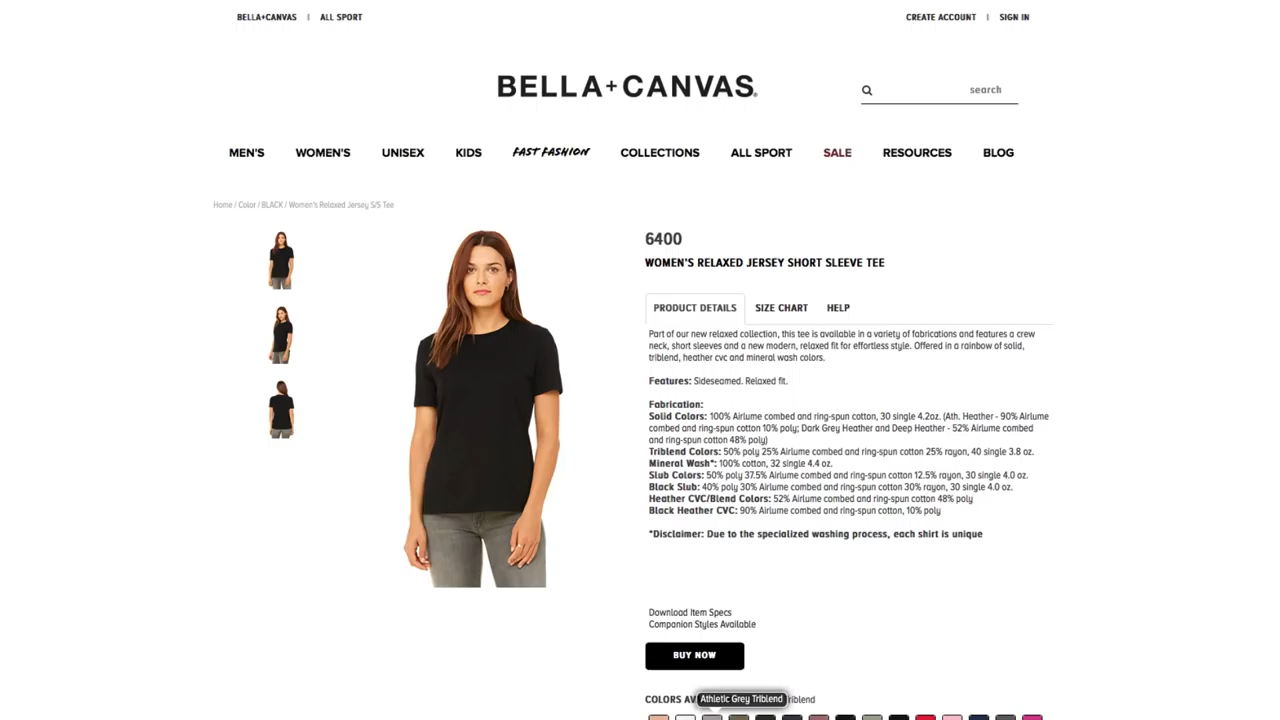 BELLA+CANVAS | ALL SPORT
CREATE ACCOUNT | SIGN IN
BELLA+CANVAS®
search
MEN'S WOMEN'S UNISEX KIDS FAST FASHION COLLECTIONS ALL SPORT SALE RESOURCES BLOG
Home / Color / BLACK / Women's Relaxed Jersey S/S Tee
6400
WOMEN'S RELAXED JERSEY SHORT SLEEVE TEE
PRODUCT DETAILS SIZE CHART HELP
Part of our new relaxed collection, this tee is available in a variety of fabrications and features a crew
neck, short sleeves and a new modern, relaxed fit for effortless style. Offered in a rainbow of solid,
triblend, heather cvc and mineral wash colors.
Features: Sideseamed. Relaxed fit.
Fabrication:
Solid Colors: 100% Airlume combed and ring-spun cotton, 30 single 4.2oz. (Ath. Heather - 90% Airlume
combed and ring-spun cotton 10% poly; Dark Grey Heather and Deep Heather - 52% Airlume combed
and ring-spun cotton 48% poly)
Triblend Colors: 50% poly 25% Airlume combed and ring-spun cotton 25% rayon, 40 single 3.8 oz.
Mineral Wash*: 100% cotton, 32 single 4.4 oz.
Slub Colors: 50% poly 37.5% Airlume combed and ring-spun cotton 12.5% rayon, 30 single 4.0 oz.
Black Slub: 40% poly 30% Airlume combed and ring-spun cotton 30% rayon, 30 single 4.0 oz.
Heather CVC/Blend Colors: 52% Airlume combed and ring-spun cotton 48% poly
Black Heather CVC: 90% Airlume combed and ring-spun cotton, 10% poly
*Disclaimer: Due to the specialized washing process, each shirt is unique
Download Item Specs
Companion Styles Available
BUY NOW
COLORS AV Athletic Grey Triblend riblend